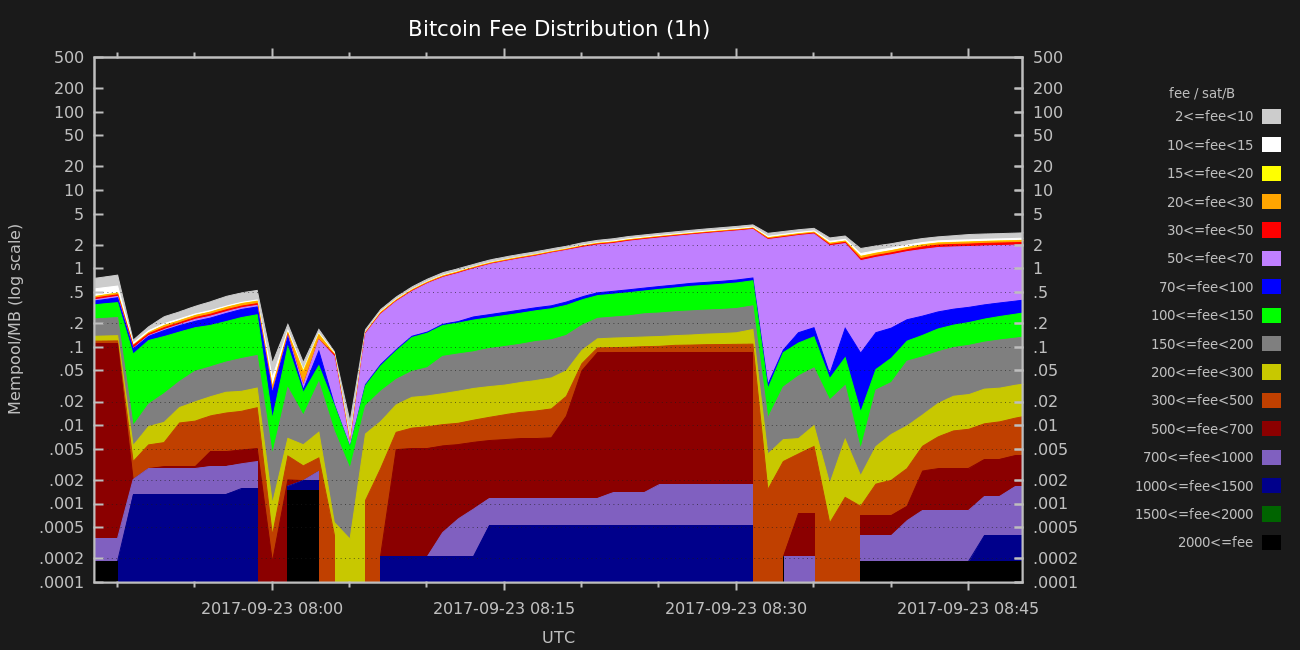 Bitcoin Fee Distribution (1h)
500
200
100
50
20
10
5
2
1
.5
.2
.1
.05
.02
.01
.005
.002
.001
.0005
.0002
.0001
Mempool/MB (log scale)
500
200
100
50
20
10
5
2
1
.5
.2
.1
.05
.02
.01
.005
.002
.001
.0005
.0002
.0001
2017-09-23 08:00
2017-09-23 08:15
2017-09-23 08:30
2017-09-23 08:45
UTC
fee / sat/B
2<=fee<10
10<=fee<15
15<=fee<20
20<=fee<30
30<=fee<50
50<=fee<70
70<=fee<100
100<=fee<150
150<=fee<200
200<=fee<300
300<=fee<500
500<=fee<700
700<=fee<1000
1000<=fee<1500
1500<=fee<2000
2000<=fee